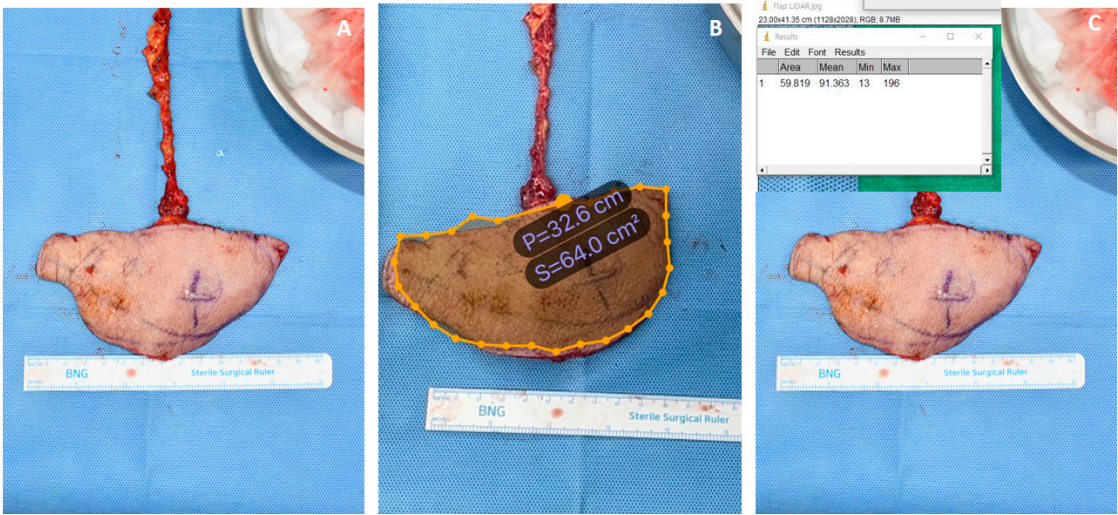 A
BNG
Sterile Surgical Ruler
B
P=32.6 cm
S=64.0 cm²
BNG
Sterile Surgical Ruler
C
Flap LiDAR.jpg
23.00x41.35 cm (1128x2028); RGB; 8.7MB
Results
File Edit Font Results
Area Mean Min Max
1 59.819 91.363 13 196
BNG
Sterile Surgical Ruler